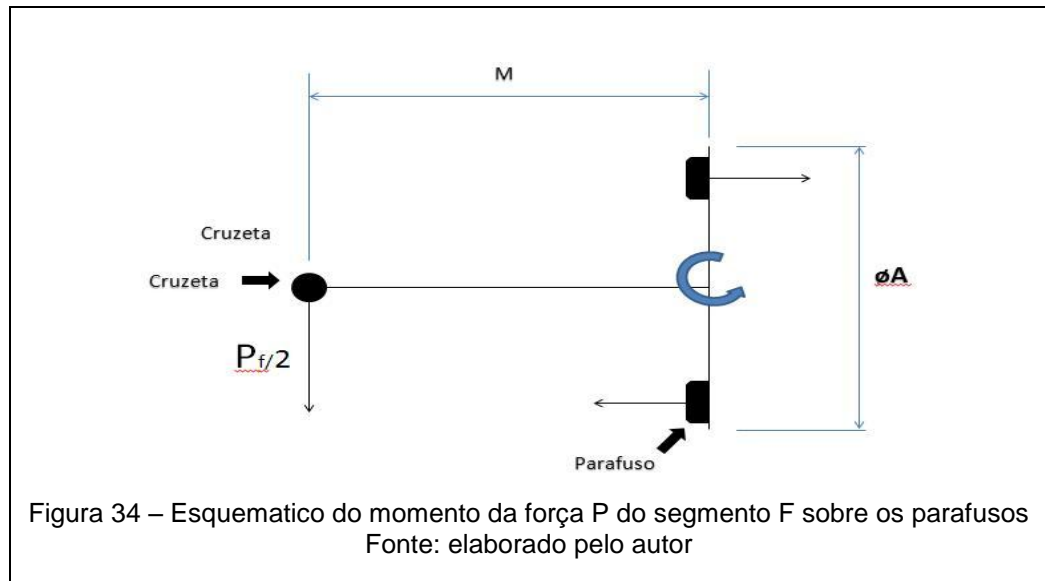 M
Cruzeta
Cruzeta
øA
Pf/2
Parafuso
Figura 34 – Esquematico do momento da força P do segmento F sobre os parafusos
Fonte: elaborado pelo autor